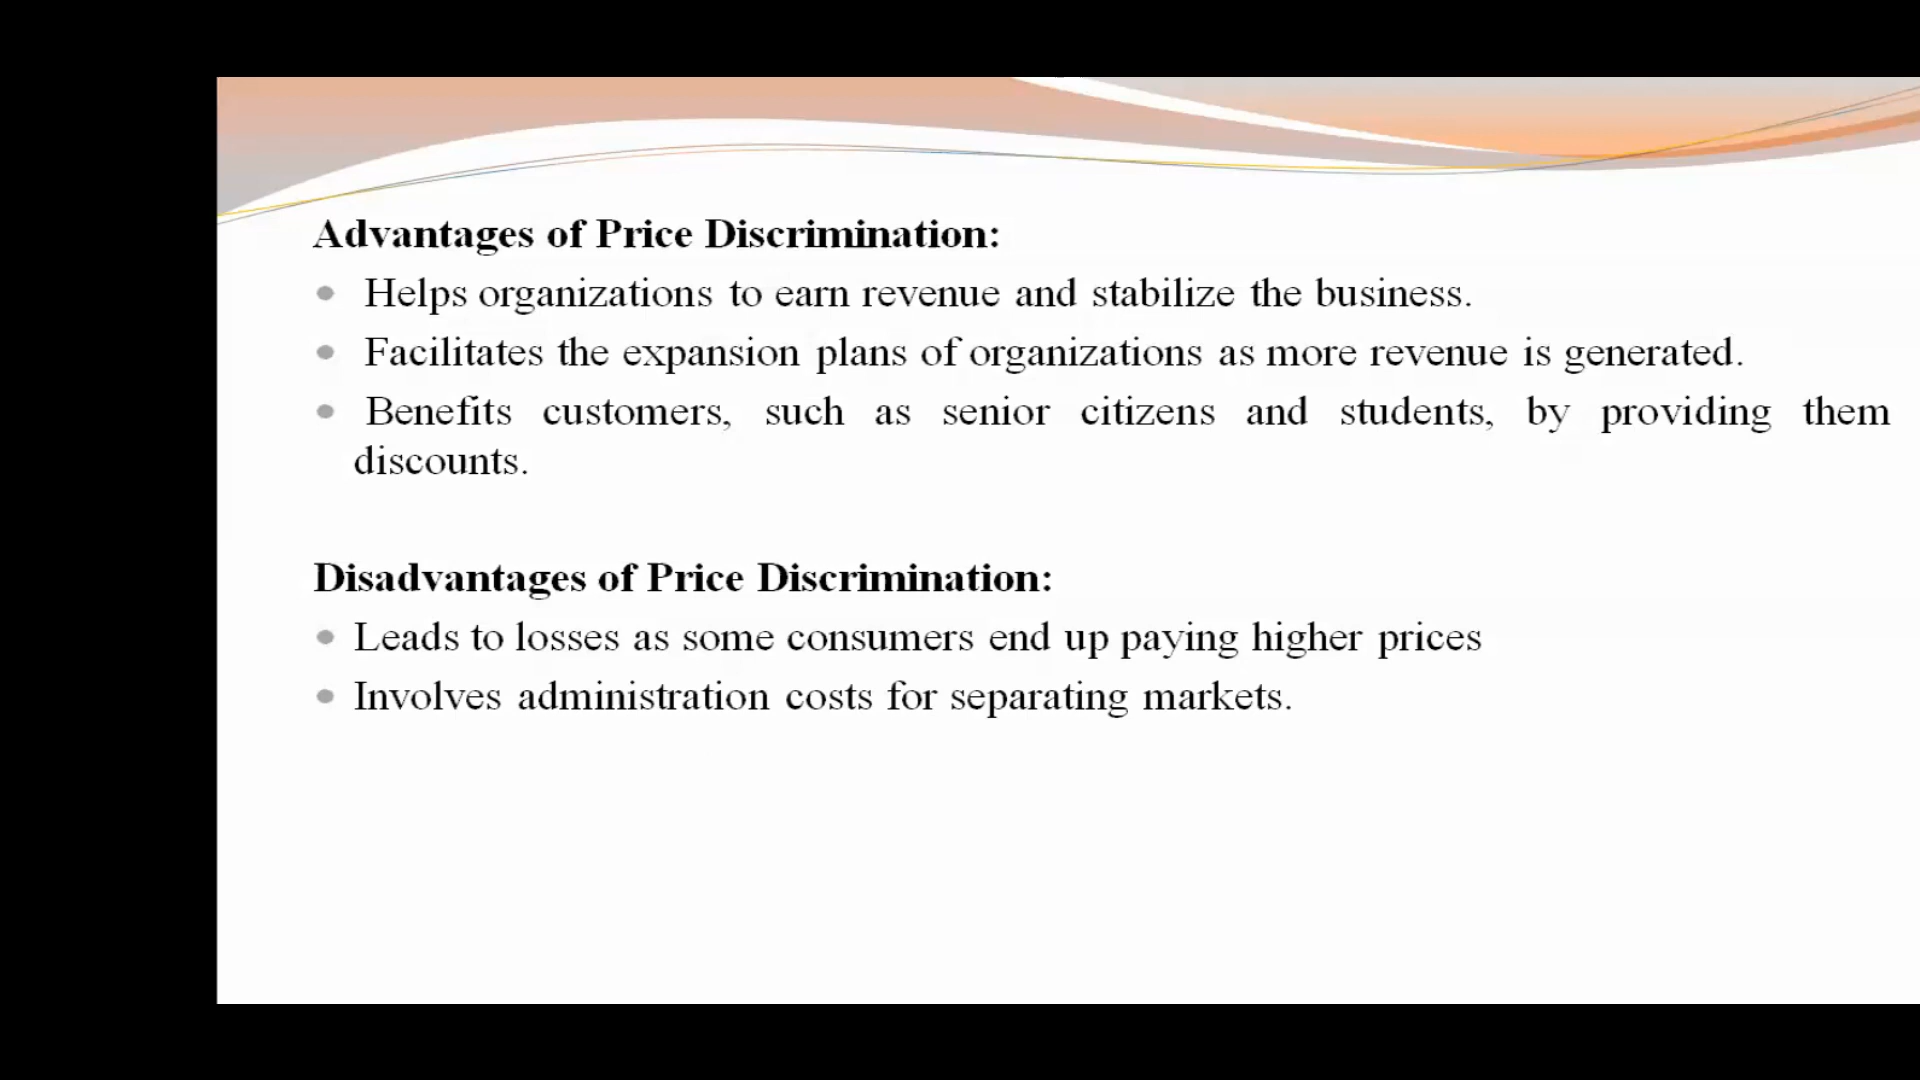 Advantages of Price Discrimination:
Helps organizations to earn revenue and stabilize the business.
Facilitates the expansion plans of organizations as more revenue is generated.
Benefits customers, such as senior citizens and students, by providing them
discounts.
Disadvantages of Price Discrimination:
Leads to losses as some consumers end up paying higher prices
Involves administration costs for separating markets.